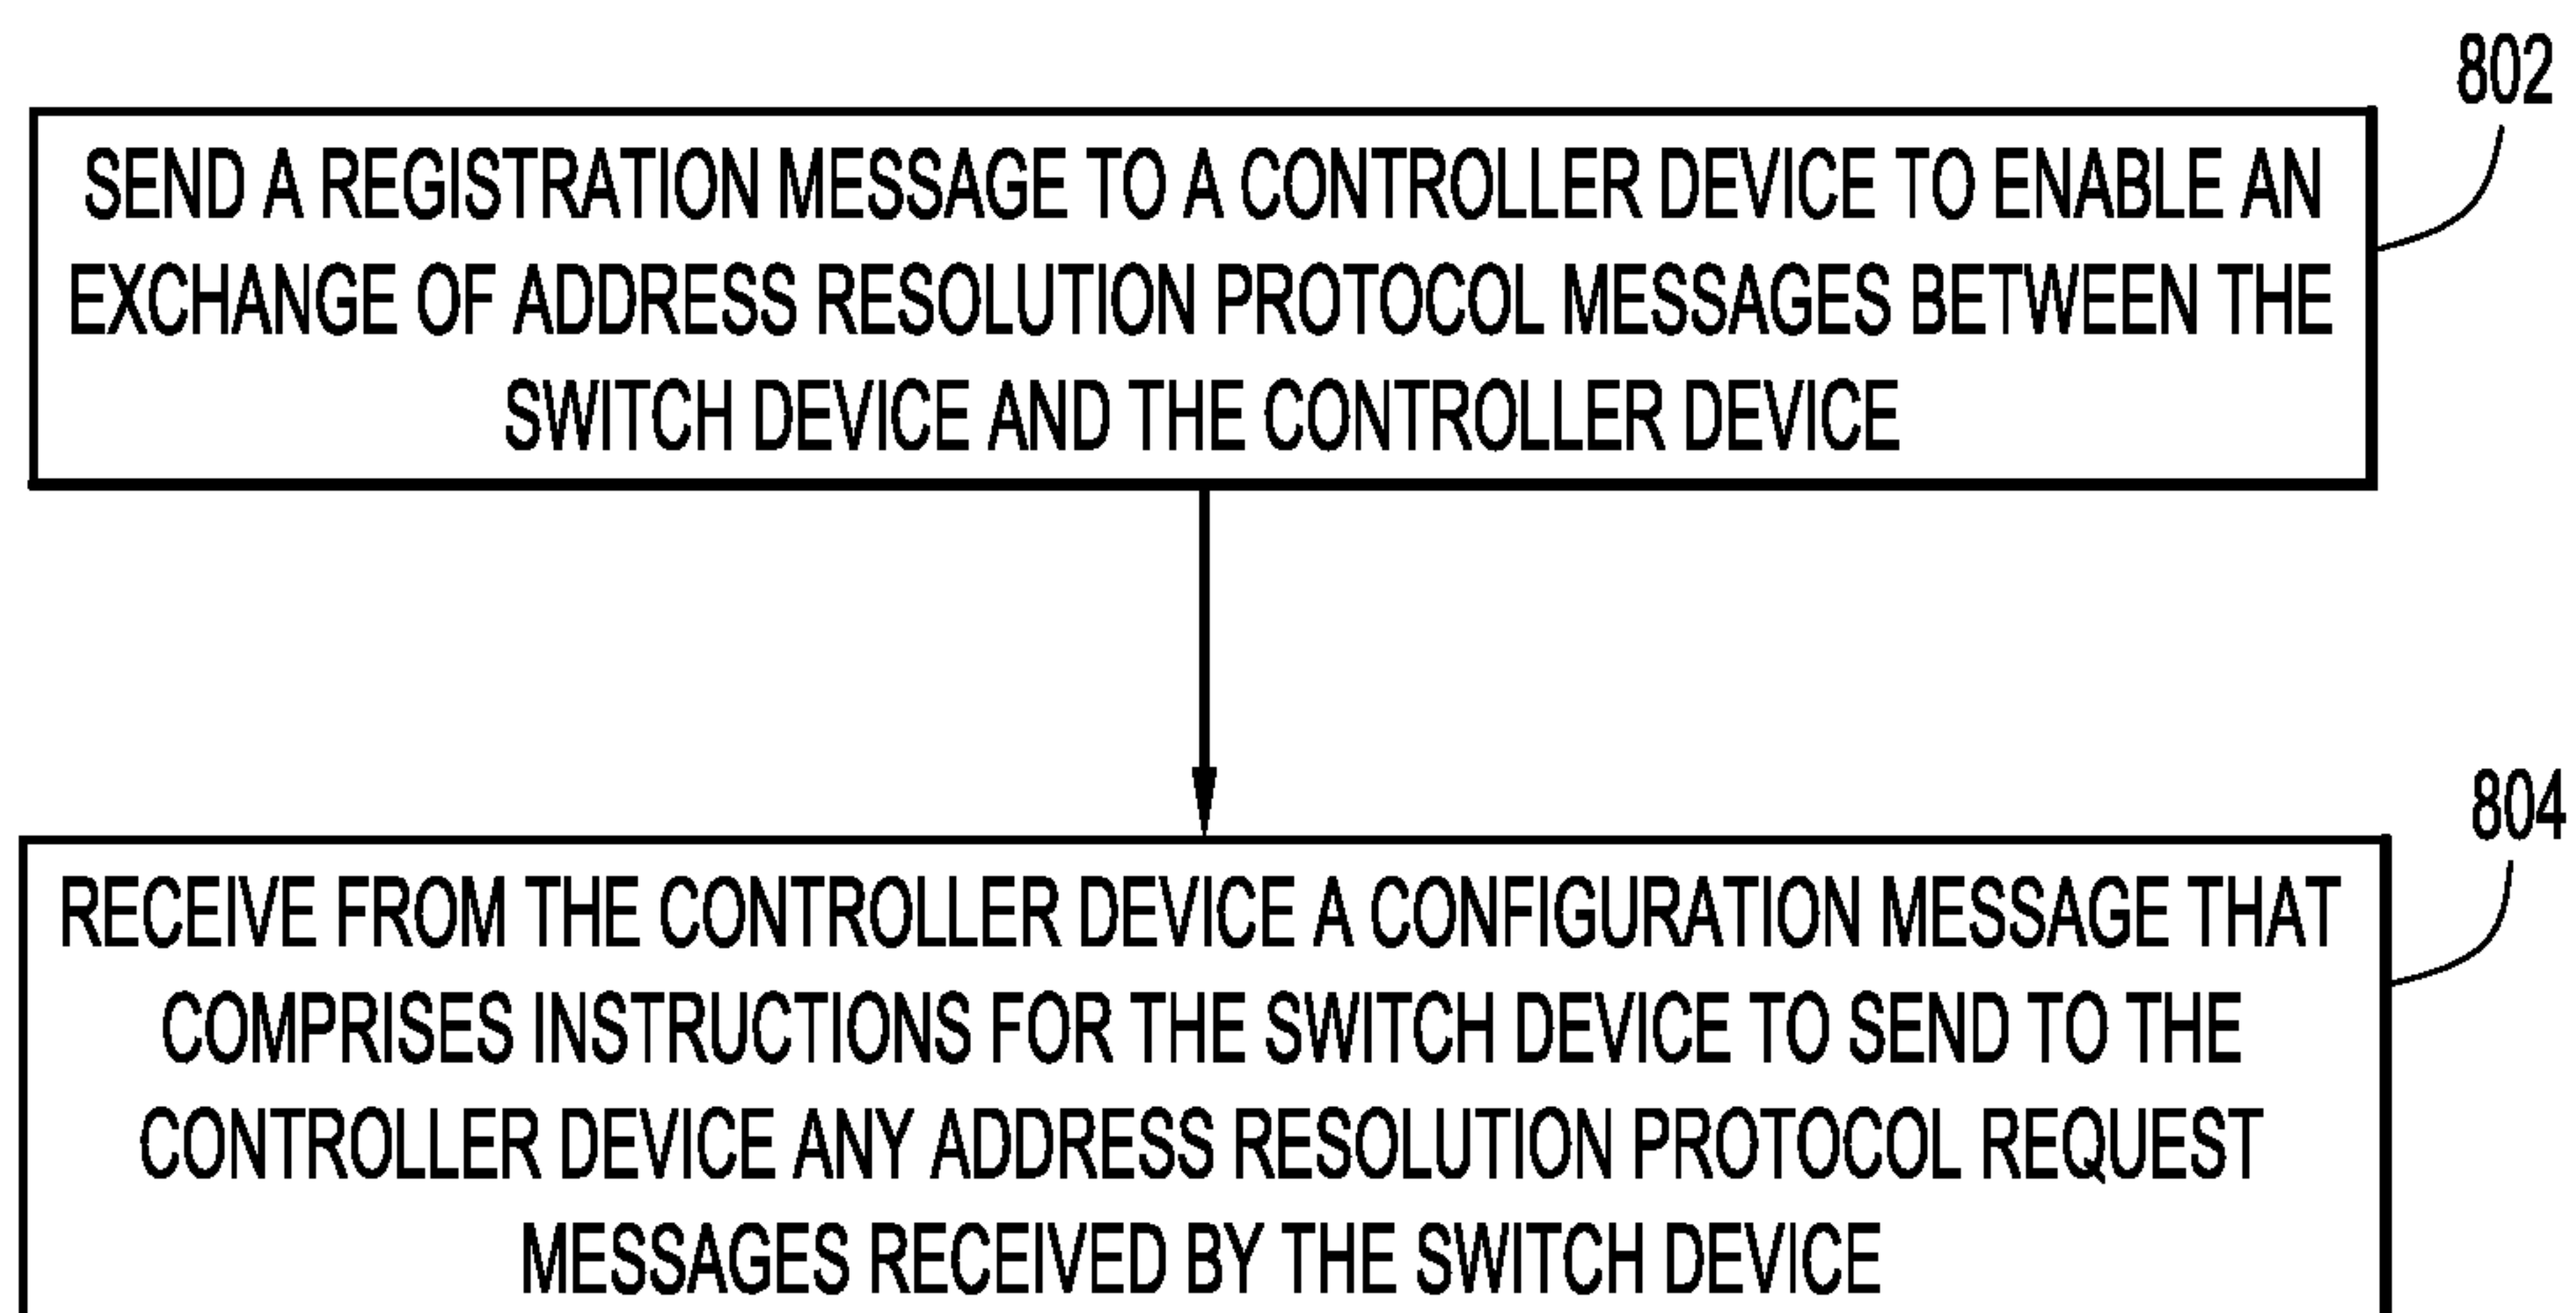 802
SEND A REGISTRATION MESSAGE TO A CONTROLLER DEVICE TO ENABLE AN
EXCHANGE OF ADDRESS RESOLUTION PROTOCOL MESSAGES BETWEEN THE
SWITCH DEVICE AND THE CONTROLLER DEVICE
804
RECEIVE FROM THE CONTROLLER DEVICE A CONFIGURATION MESSAGE THAT
COMPRISES INSTRUCTIONS FOR THE SWITCH DEVICE TO SEND TO THE
CONTROLLER DEVICE ANY ADDRESS RESOLUTION PROTOCOL REQUEST
MESSAGES RECEIVED BY THE SWITCH DEVICE